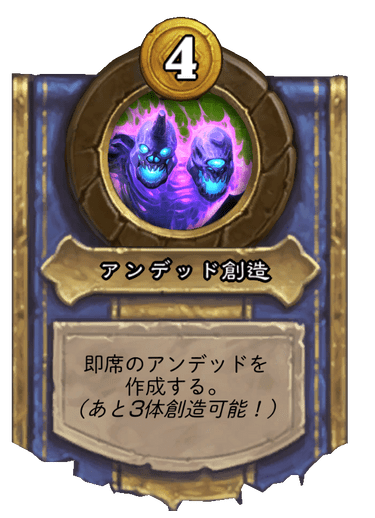 4
アンデッド創造
即席のアンデッドを
作成する。
（あと3体創造可能！）